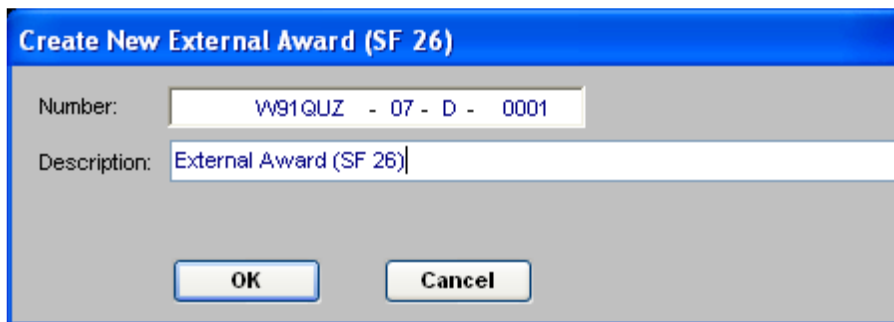 Create New External Award (SF 26)
Number: W91QUZ - 07 - D - 0001
Description: External Award (SF 26)
OK Cancel